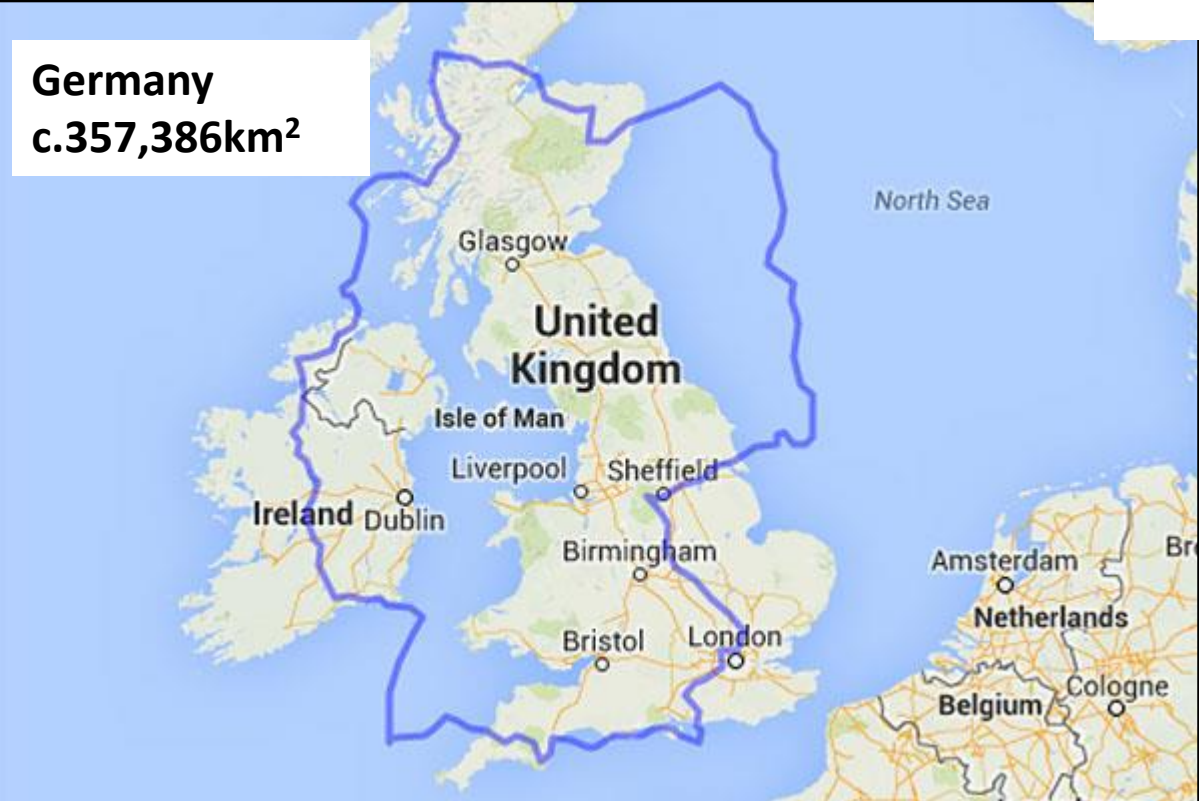 Germany
c.357,386km²
North Sea
Glasgow
United
Kingdom
Isle of Man
Liverpool
Sheffield
Ireland
Dublin
Birmingham
Amsterdam
Br
Netherlands
Bristol
London
Cologne
Belgium